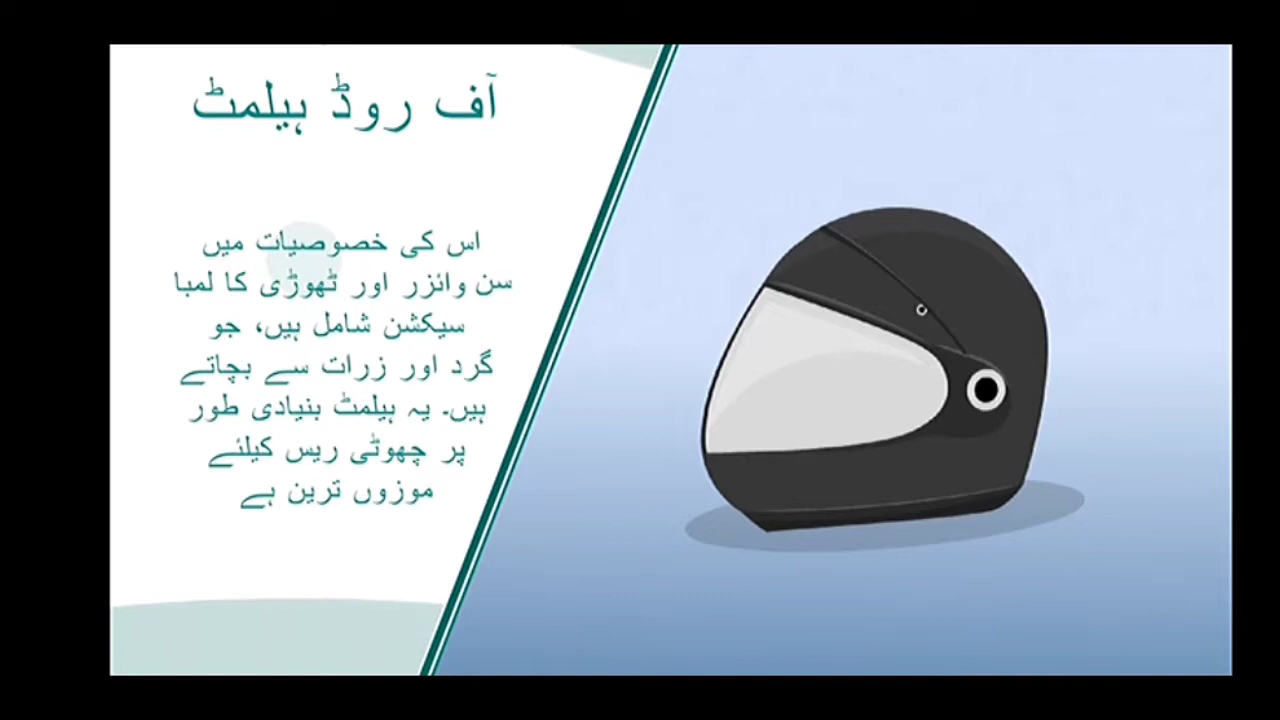 آف روڈ ہیلمٹ
اس کی خصوصیات میں
سن وائزر اور ٹھوڑی کا لمبا
سیکشن شامل ہیں، جو
گرد اور زرات سے بچاتے
ہیں۔ یہ ہیلمٹ بنیادی طور
پر چھوٹی ریس کیلئے
موزوں ترین ہے